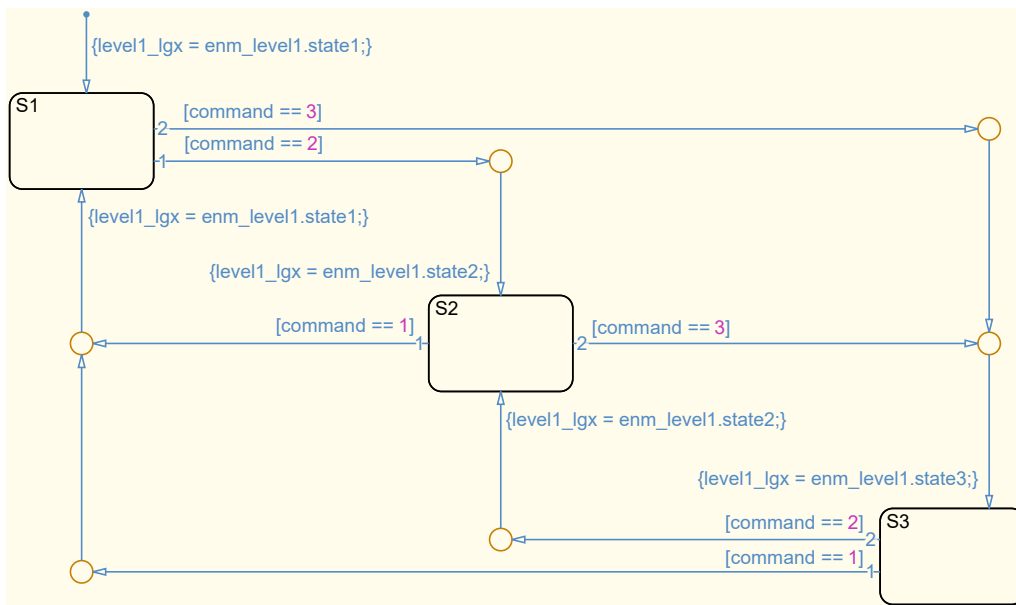 {level1_lgx = enm_level1.state1;}
S1
[command == 3]
2
[command == 2]
1
{level1_lgx = enm_level1.state1;}
{level1_lgx = enm_level1.state2;}
S2
[command == 1]
1
[command == 3]
2
{level1_lgx = enm_level1.state2;}
{level1_lgx = enm_level1.state3;}
S3
[command == 2]
2
[command == 1]
1